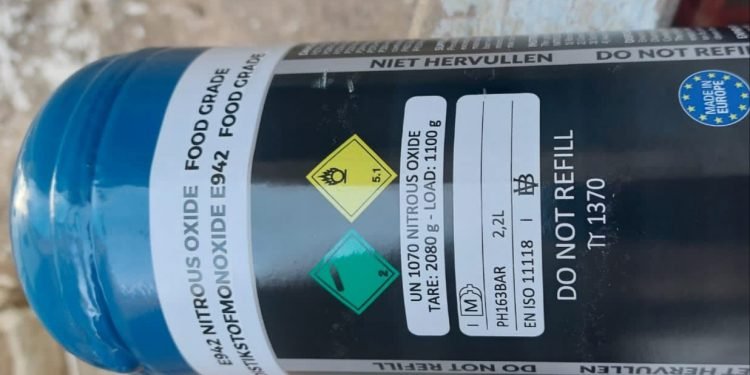 E942 NITROUS OXIDE FOOD GRADE
STIKSTOFMONOXIDE E942 FOOD GRADE
NIET HERVULLEN DO NOT REFILL
MADE IN
EUROPE
5.1
2
UN 1070 NITROUS OXIDE
TARE: 2080 g - LOAD: 1100 g
I M
PH163BAR 2,2L
EN ISO 11118 I
DO NOT REFILL
π 1370
DO NOT REFILL
NIET HERVULLEN